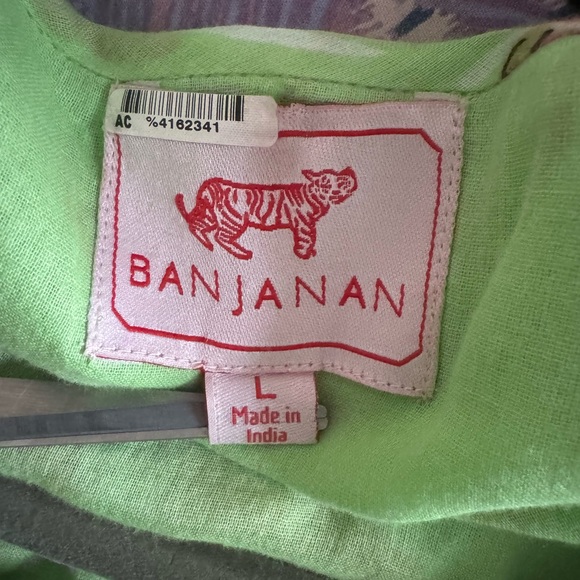 AC %4162341
BANJANAN
L
Made in
India